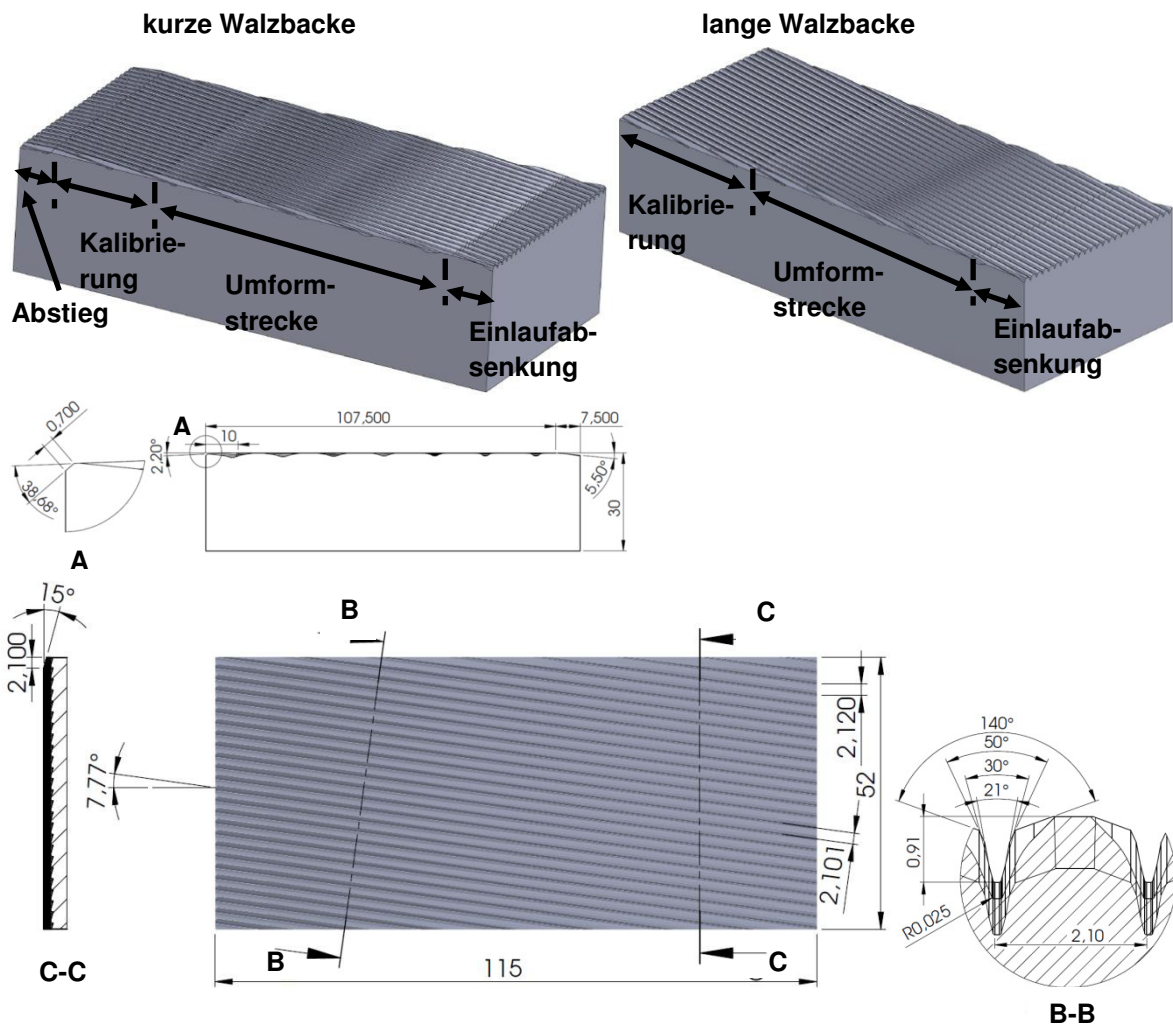 kurze Walzbacke
lange Walzbacke
Kalibrie-
rung
Umform-
strecke
Abstieg
Einlaufab-
senkung
Kalibrie-
rung
Umform-
strecke
Einlaufab-
senkung
0,700
38,68°
A
A
107,500
7,500
10
2,20°
5,50°
30
15°
2,100
C-C
B
C
7,77°
2,120
52
2,101
B
C
115
140°
50°
30°
21°
0,91
R0,025
2,10
B-B